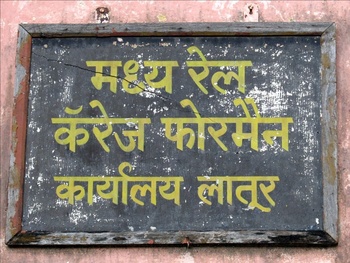 मध्य रेल
कॅरेज फोरमैन
कार्यालय लातूर